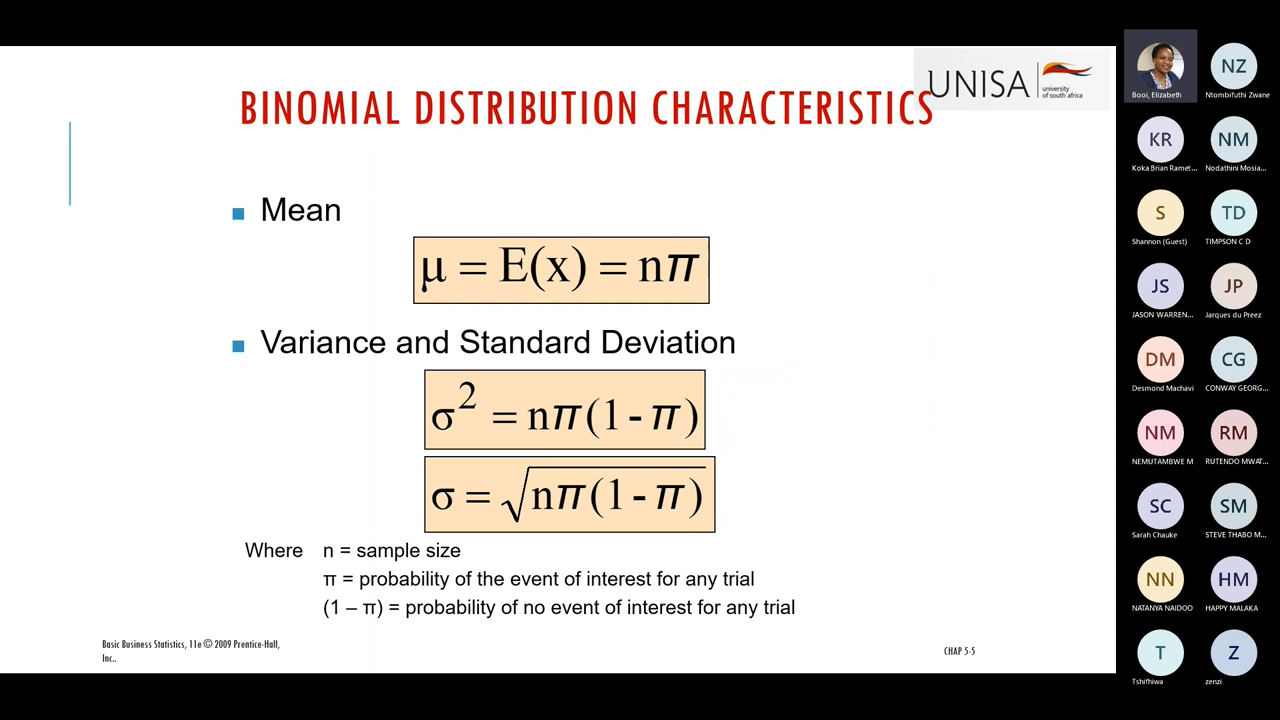 BINOMIAL DISTRIBUTION CHARACTERISTICS
UNISA
university
of south africa
■ Mean
μ = E(x) = nπ
■ Variance and Standard Deviation
σ² = nπ(1 - π)
σ = √nπ(1 - π)
Where n = sample size
π = probability of the event of interest for any trial
(1 – π) = probability of no event of interest for any trial
Basic Business Statistics, 11e © 2009 Prentice-Hall,
Inc..
CHAP 5-5
Booi, Elizabeth
NZ
Ntombifuthi Zwane
KR
Koka Brian Ramet...
NM
Nodathini Mosia...
S
Shannon (Guest)
TD
TIMPSON C D
JS
JASON WARREN...
JP
Jarques du Preez
DM
Desmond Machavi
CG
CONWAY GEORG...
NM
NEMUTAMBWE M
RM
RUTENDO MWAT...
SC
Sarah Chauke
SM
STEVE THABO M...
NN
NATANYA NAIDOO
HM
HAPPY MALAKA
T
Tshifhiwa
Z
zenzi